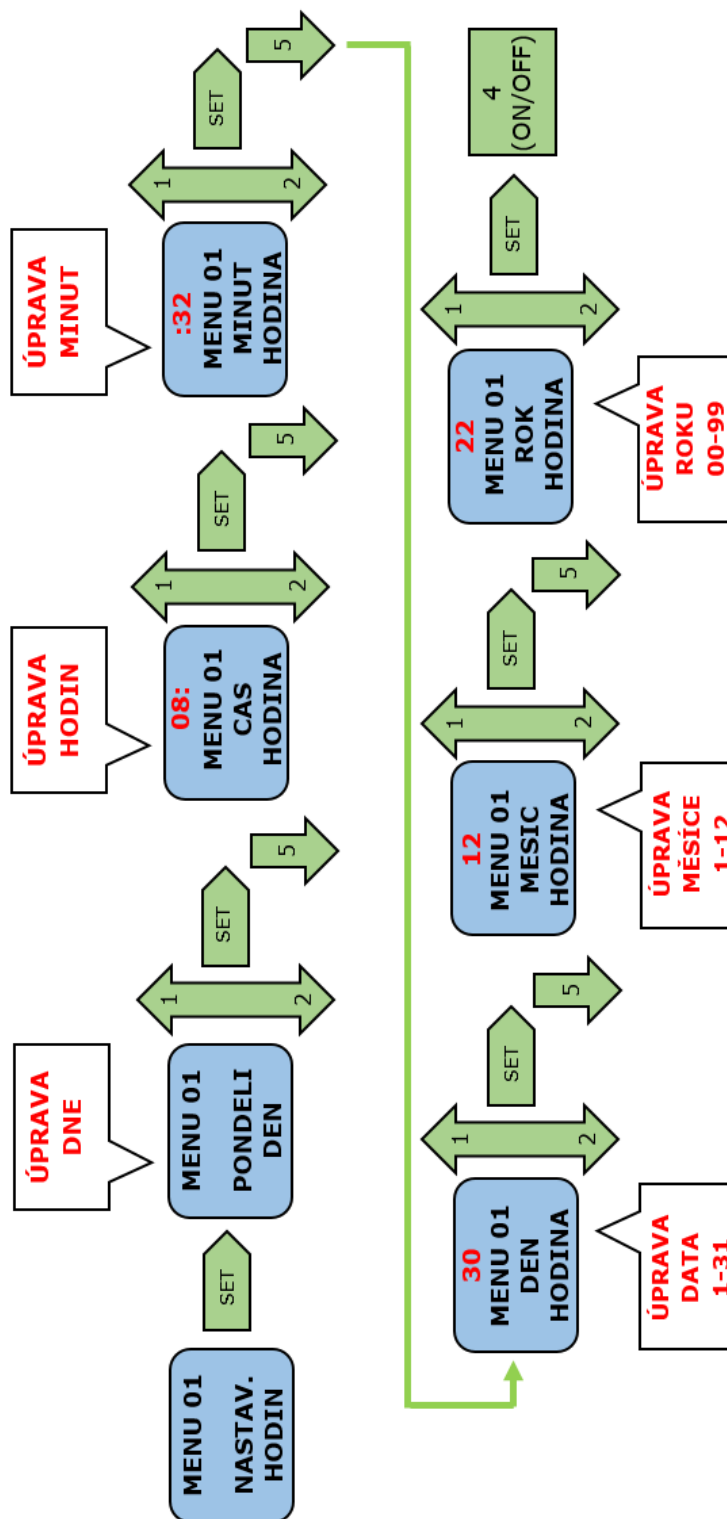 ÚPRAVA
DNE
ÚPRAVA
HODIN
ÚPRAVA
MINUT
MENU 01
NASTAV.
HODIN
SET
MENU 01
PONDELI
DEN
1
2
SET
5
08:
MENU 01
CAS
HODINA
1
2
SET
5
:32
MENU 01
MINUT
HODINA
1
2
SET
5
30
MENU 01
DEN
HODINA
1
2
SET
5
12
MENU 01
MESIC
HODINA
1
2
SET
5
22
MENU 01
ROK
HODINA
1
2
SET
4
(ON/OFF)
ÚPRAVA
DATA
1-31
ÚPRAVA
MĚSÍCE
1-12
ÚPRAVA
ROKU
00-99